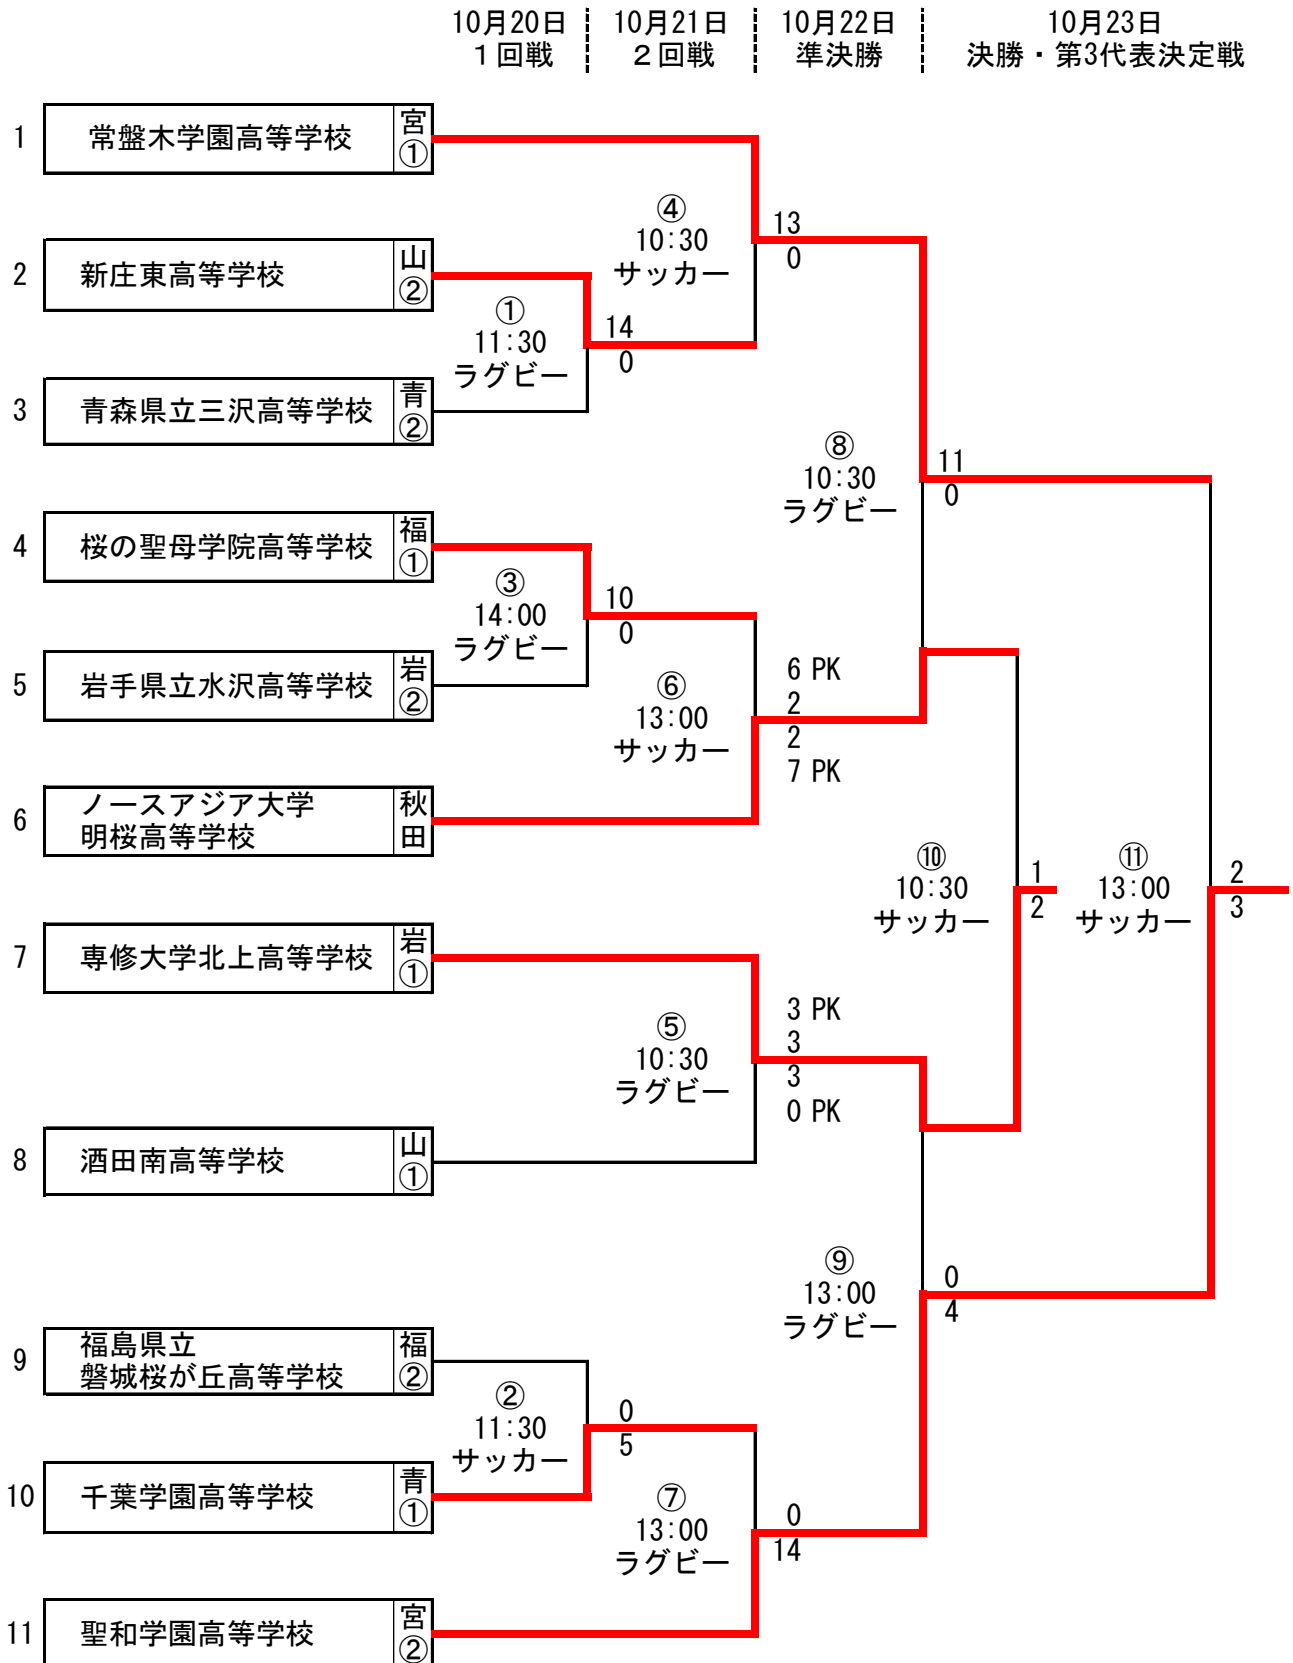 10月20日 10月21日 10月22日 10月23日
１回戦 ２回戦 準決勝 決勝・第3代表決定戦
1 常盤木学園高等学校 宮①
2 新庄東高等学校 山②
3 青森県立三沢高等学校 青②
4 桜の聖母学院高等学校 福①
5 岩手県立水沢高等学校 岩②
6 ノースアジア大学
明桜高等学校 秋田
7 専修大学北上高等学校 岩①
8 酒田南高等学校 山①
9 福島県立
磐城桜が丘高等学校 福②
10 千葉学園高等学校 青①
11 聖和学園高等学校 宮②
①
11:30
ラグビー
14
0
③
14:00
ラグビー
10
0
②
11:30
サッカー
0
5
④
10:30
サッカー
13
0
⑥
13:00
サッカー
6 PK
2
2
7 PK
⑤
10:30
ラグビー
3 PK
3
3
0 PK
⑦
13:00
ラグビー
0
14
⑧
10:30
ラグビー
11
0
⑨
13:00
ラグビー
0
4
⑩
10:30
サッカー
1
2
⑪
13:00
サッカー
2
3